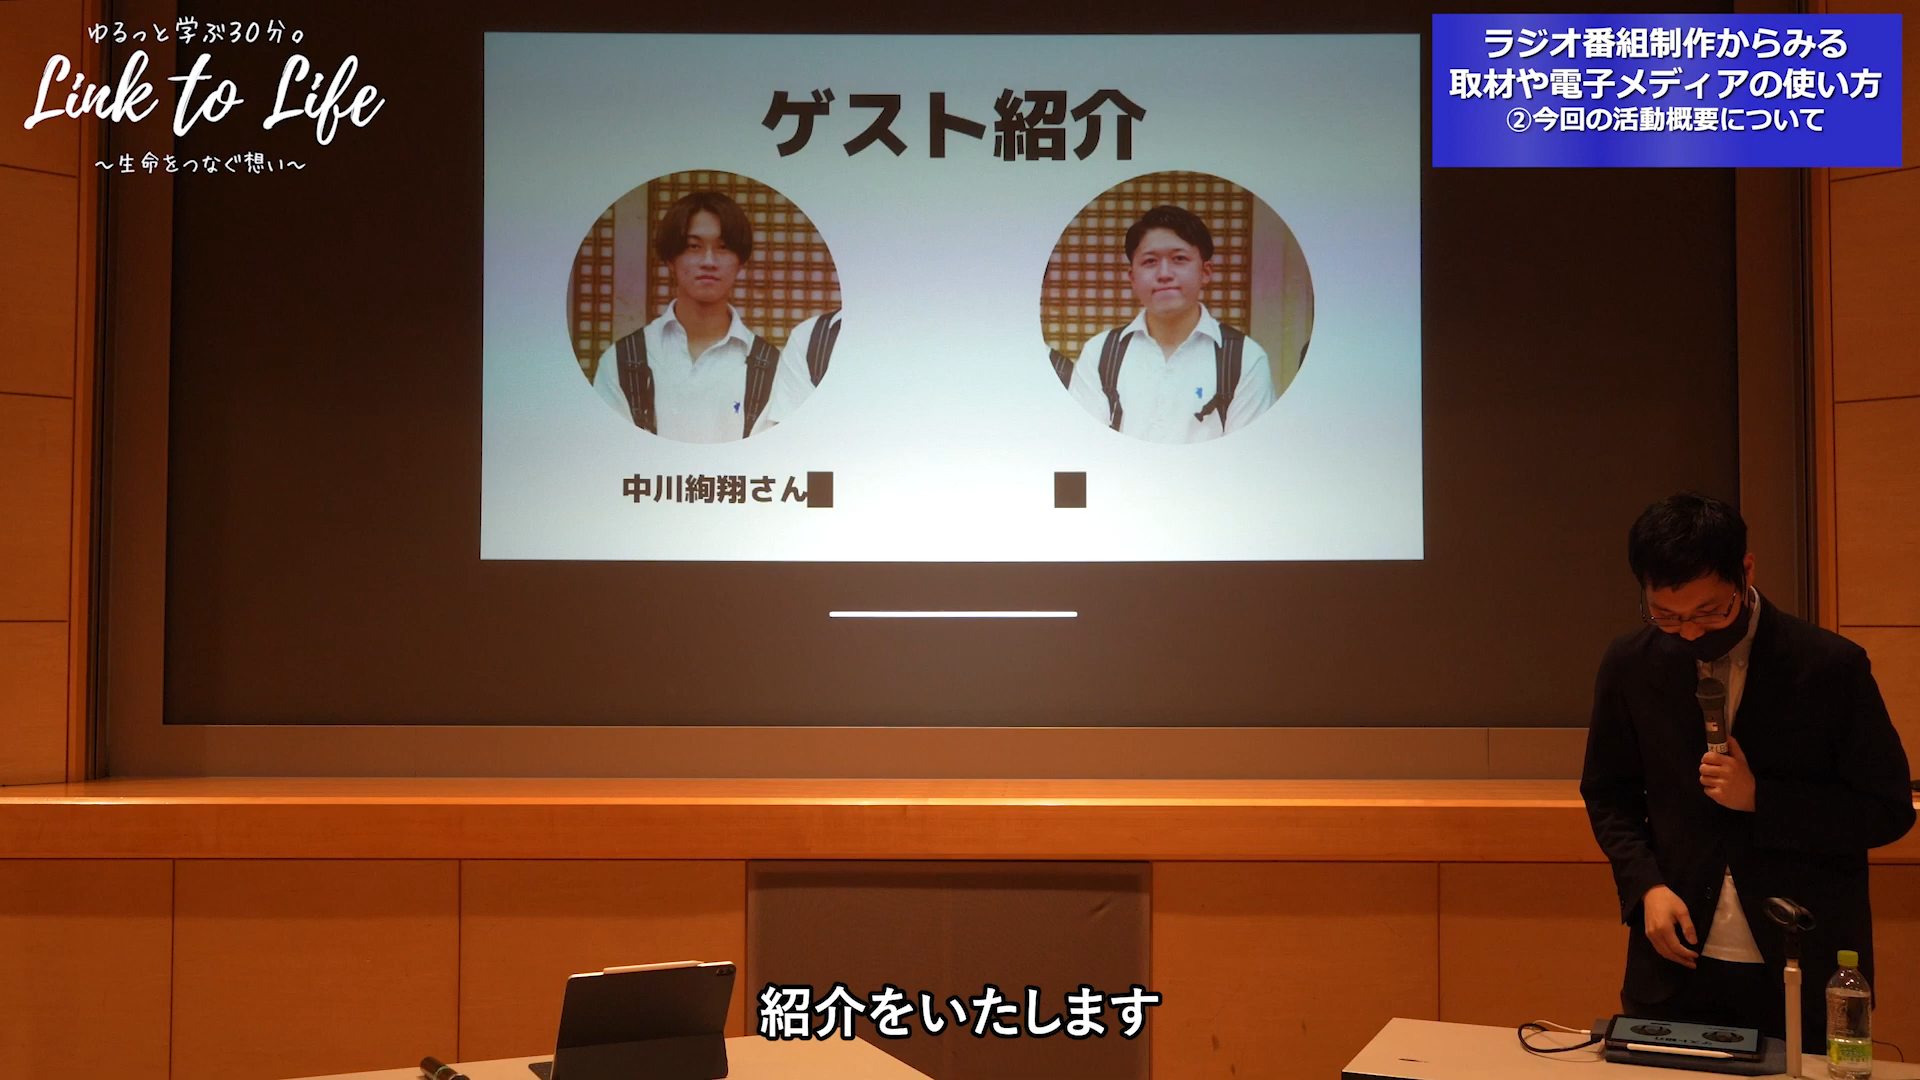 ゆるっと学ぶ30分。
Link to Life
～生命をつなぐ想い～
ラジオ番組制作からみる
取材や電子メディアの使い方
②今回の活動概要について
ゲスト紹介
中川絢翔さん
紹介をいたします